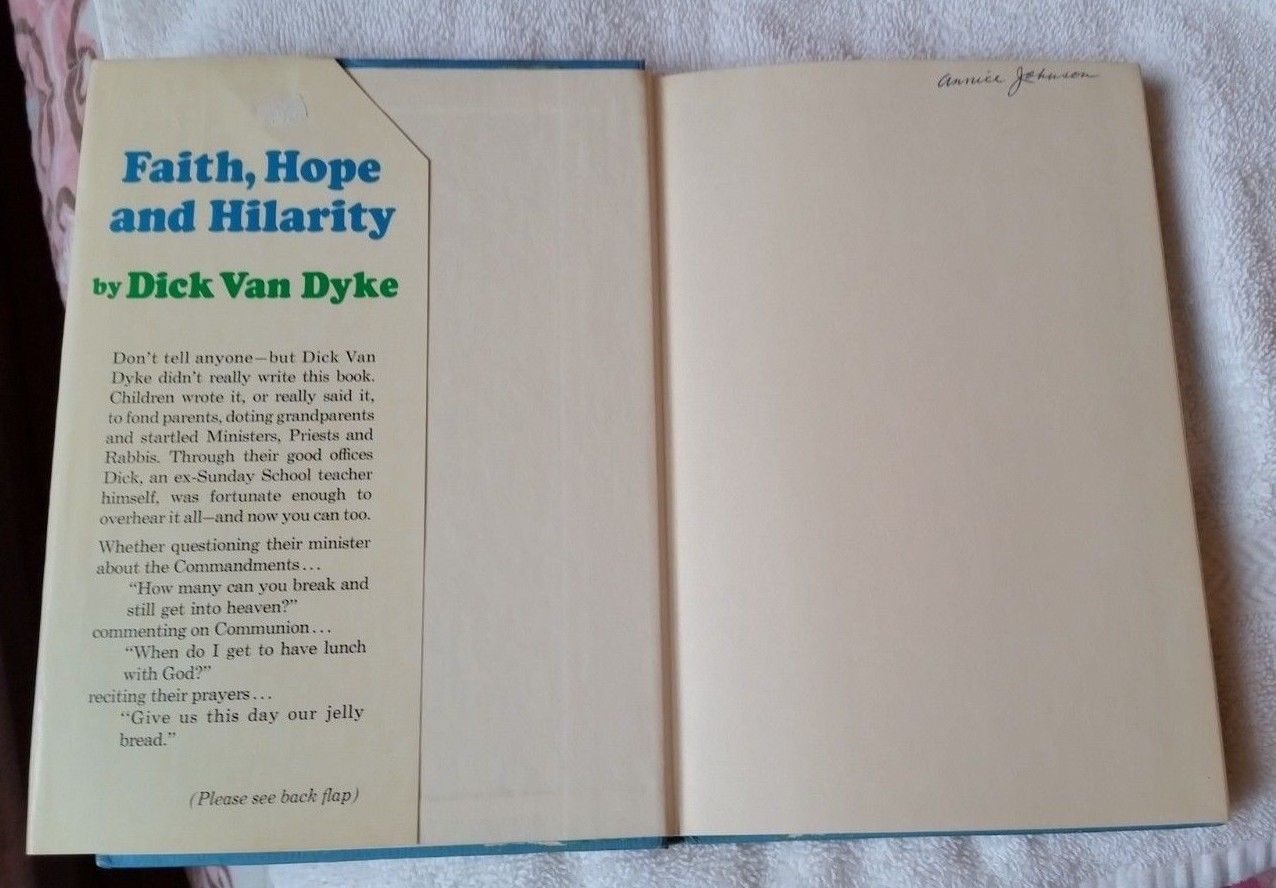 Faith, Hope
and Hilarity
by Dick Van Dyke
Don't tell anyone—but Dick Van
Dyke didn't really write this book.
Children wrote it, or really said it,
to fond parents, doting grandparents
and startled Ministers, Priests and
Rabbis. Through their good offices
Dick, an ex-Sunday School teacher
himself, was fortunate enough to
overhear it all—and now you can too.
Whether questioning their minister
about the Commandments...
"How many can you break and
still get into heaven?"
commenting on Communion...
"When do I get to have lunch
with God?"
reciting their prayers...
"Give us this day our jelly
bread."
(Please see back flap)
Annice Johnson